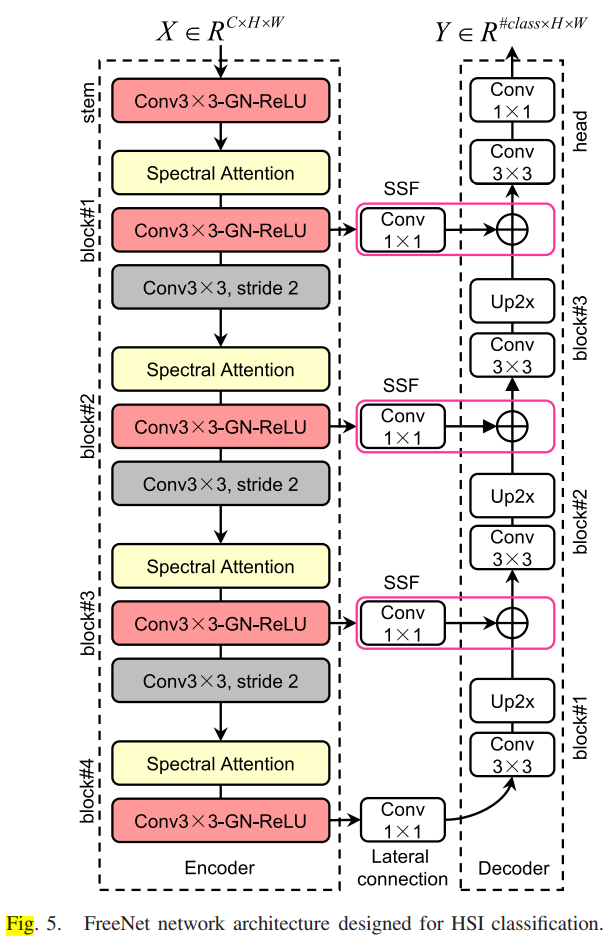 X ∈ R^{C×H×W}
Y ∈ R^{#class×H×W}
stem
Conv3×3-GN-ReLU
block#1
Spectral Attention
Conv3×3-GN-ReLU
Conv3×3, stride 2
block#2
Spectral Attention
Conv3×3-GN-ReLU
Conv3×3, stride 2
block#3
Spectral Attention
Conv3×3-GN-ReLU
Conv3×3, stride 2
block#4
Spectral Attention
Conv3×3-GN-ReLU
Encoder
SSF
Conv
1×1
SSF
Conv
1×1
SSF
Conv
1×1
Conv
1×1
Lateral
connection
Conv
1×1
Conv
3×3
head
Up2x
Conv
3×3
block#3
Up2x
Conv
3×3
block#2
Up2x
Conv
3×3
block#1
Decoder
Fig. 5. FreeNet network architecture designed for HSI classification.